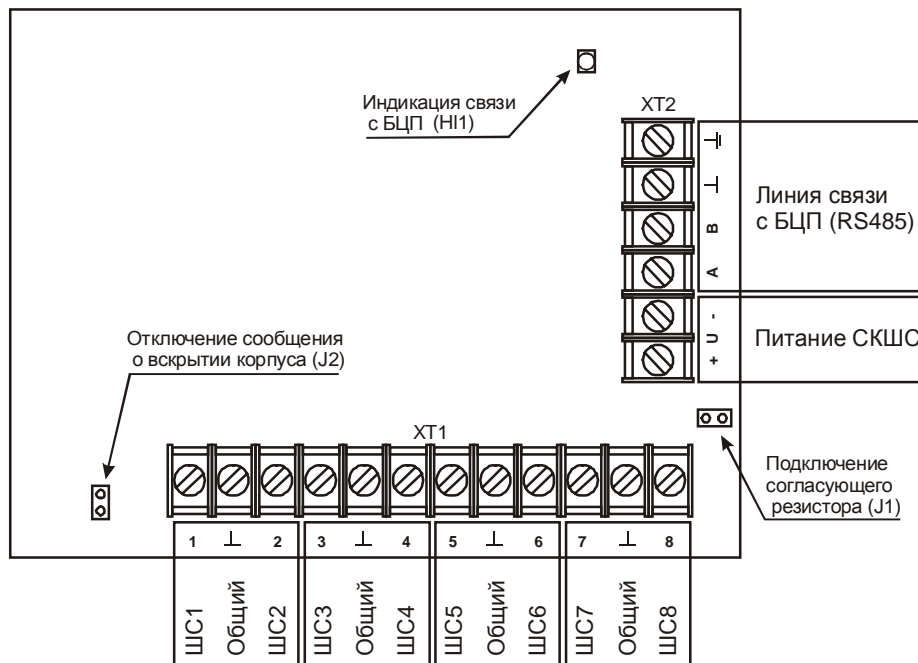 Индикация связи
с БЦП (HI1)
XT2
B
A
- U +
Линия связи
с БЦП (RS485)
Питание СКШС
Отключение сообщения
о вскрытии корпуса (J2)
XT1
Подключение
согласующего
резистора (J1)
1 2 3 4 5 6 7 8
ШС1 Общий ШС2 ШС3 Общий ШС4 ШС5 Общий ШС6 ШС7 Общий ШС8